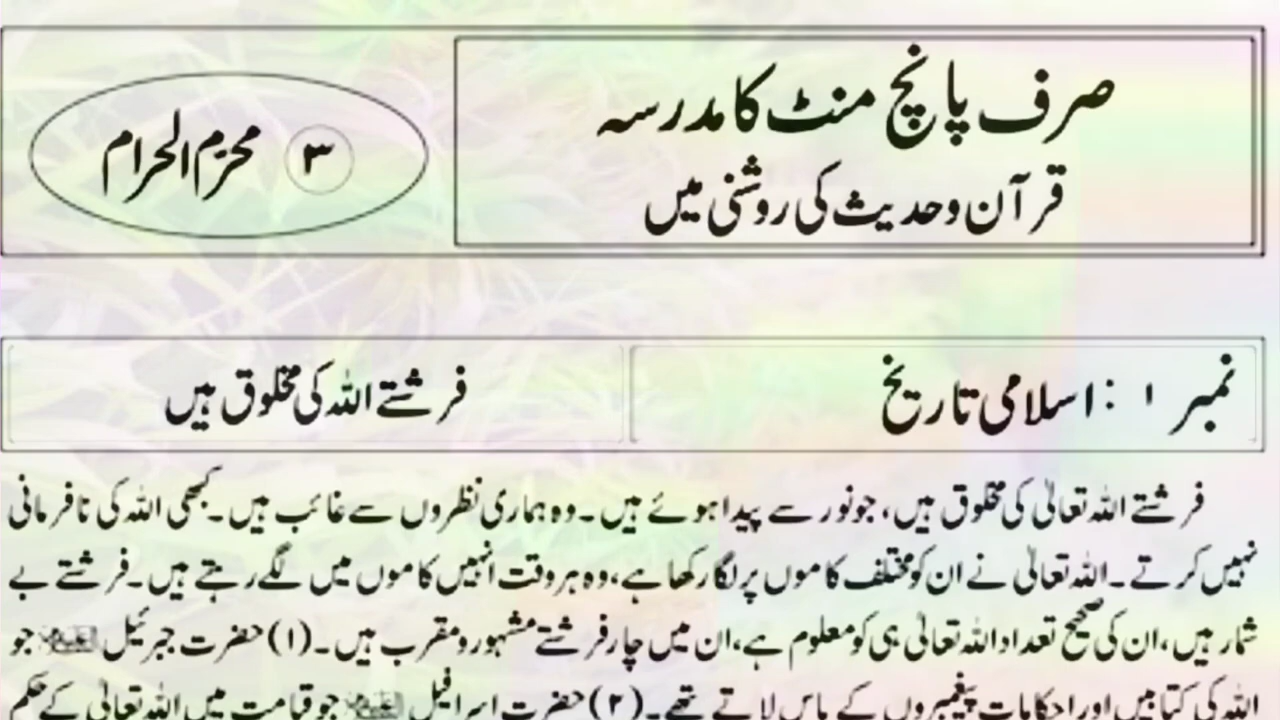 صرف پانچ منٹ کا مدرسہ
قرآن و حدیث کی روشنی میں
۳ محرم الحرام
نمبر ۱ : اسلامی تاریخ
فرشتے اللہ کی مخلوق ہیں
فرشتے اللہ تعالیٰ کی مخلوق ہیں، جو نور سے پیدا ہوئے ہیں۔ وہ ہماری نظروں سے غائب ہیں۔ کبھی اللہ کی نافرمانی
نہیں کرتے۔ اللہ تعالیٰ نے ان کو مختلف کاموں پر لگا رکھا ہے، وہ ہر وقت انہیں کاموں میں لگے رہتے ہیں۔ فرشتے بے
شمار ہیں، ان کی صحیح تعداد اللہ تعالیٰ ہی کو معلوم ہے، ان میں چار فرشتے مشہور و مقرب ہیں۔ (۱) حضرت جبرئیل جو
اللہ کی کتابیں اور احکامات پیغمبروں کے پاس لاتے تھے۔ (۲) حضرت اسرافیل جو قیامت میں اللہ تعالیٰ کے حکم